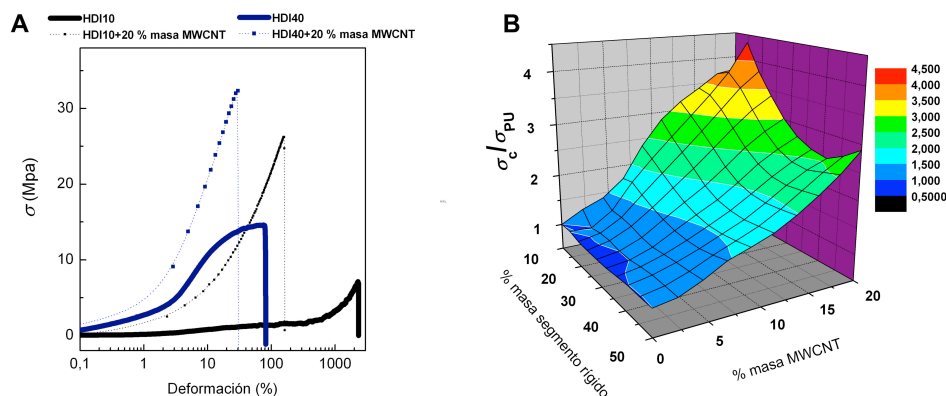 A
HDI10
HDI40
HDI10+20 % masa MWCNT
HDI40+20 % masa MWCNT
30
20
10
0
σ (Mpa)
0,1
1
10
100
1000
Deformación (%)
B
4
3
2
1
σc / σPU
10
20
30
40
50
% masa segmento rígido
0
5
10
15
20
% masa MWCNT
4,500
4,000
3,500
3,000
2,500
2,000
1,500
1,000
0,5000